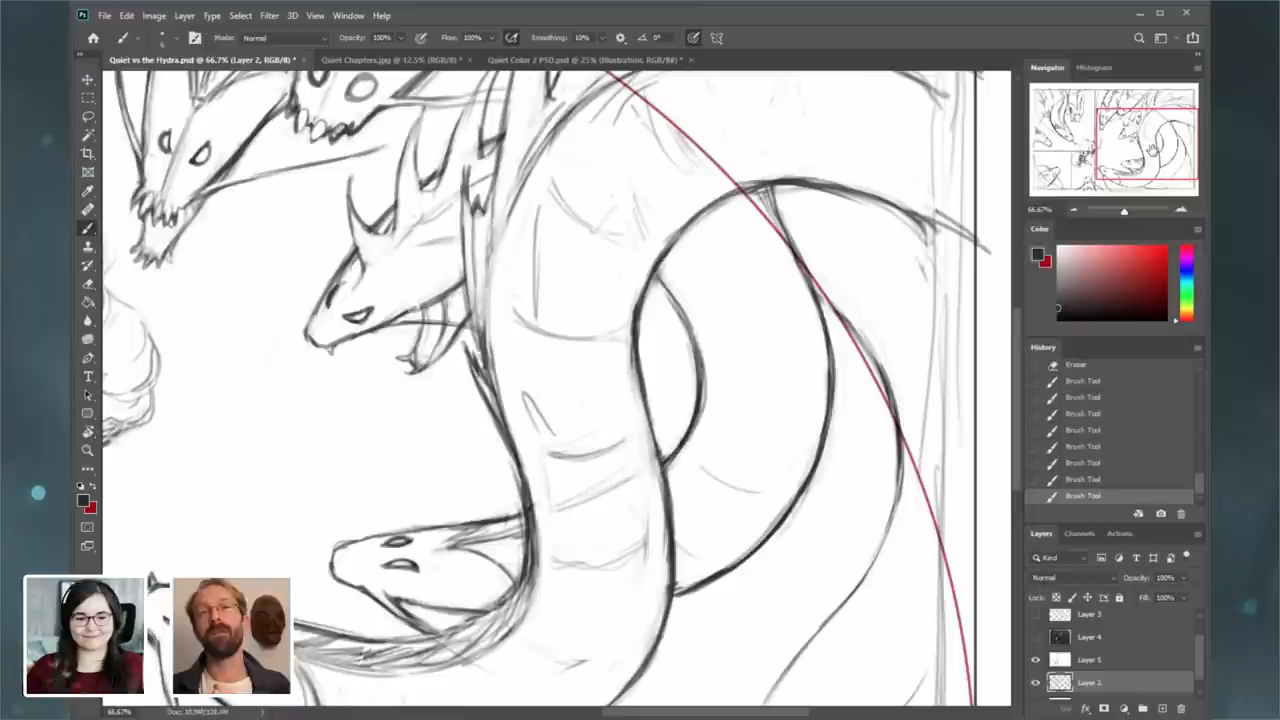 Ps File Edit Image Layer Type Select Filter 3D View Window Help
6 Mode: Normal Opacity: 100% Flow: 100% Smoothing: 10% 0°
Quiet vs the Hydra.psd @ 66.7% (Layer 2, RGB/8) * Quiet Chapters.jpg @ 12.5% (RGB/8) * Quiet Color 2 PSD.psd @ 25% (Illustration, RGB/8#) *
Navigator Histogram
66.67%
Color
History
Eraser
Brush Tool
Brush Tool
Brush Tool
Brush Tool
Brush Tool
Brush Tool
Brush Tool
Brush Tool
Layers Channels Actions
Kind
Normal Opacity: 100%
Lock: Fill: 100%
Layer 3
Layer 4
Layer 5
Layer 2
66.67%